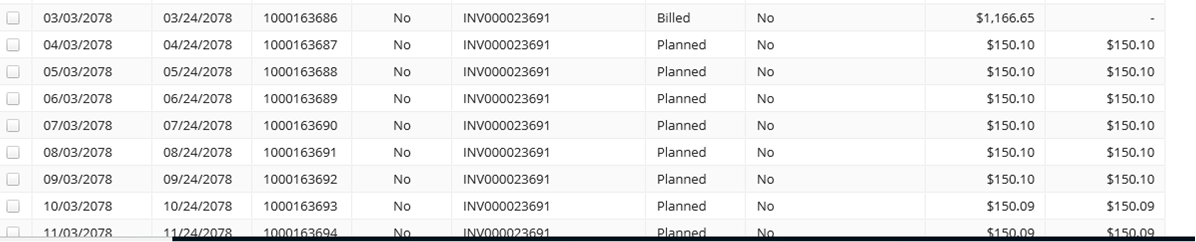 03/03/2078 03/24/2078 1000163686 No INV000023691 Billed No $1,166.65 -
04/03/2078 04/24/2078 1000163687 No INV000023691 Planned No $150.10 $150.10
05/03/2078 05/24/2078 1000163688 No INV000023691 Planned No $150.10 $150.10
06/03/2078 06/24/2078 1000163689 No INV000023691 Planned No $150.10 $150.10
07/03/2078 07/24/2078 1000163690 No INV000023691 Planned No $150.10 $150.10
08/03/2078 08/24/2078 1000163691 No INV000023691 Planned No $150.10 $150.10
09/03/2078 09/24/2078 1000163692 No INV000023691 Planned No $150.10 $150.10
10/03/2078 10/24/2078 1000163693 No INV000023691 Planned No $150.09 $150.09
11/03/2078 11/24/2078 1000163694 No INV000023691 Planned No $150.09 $150.09